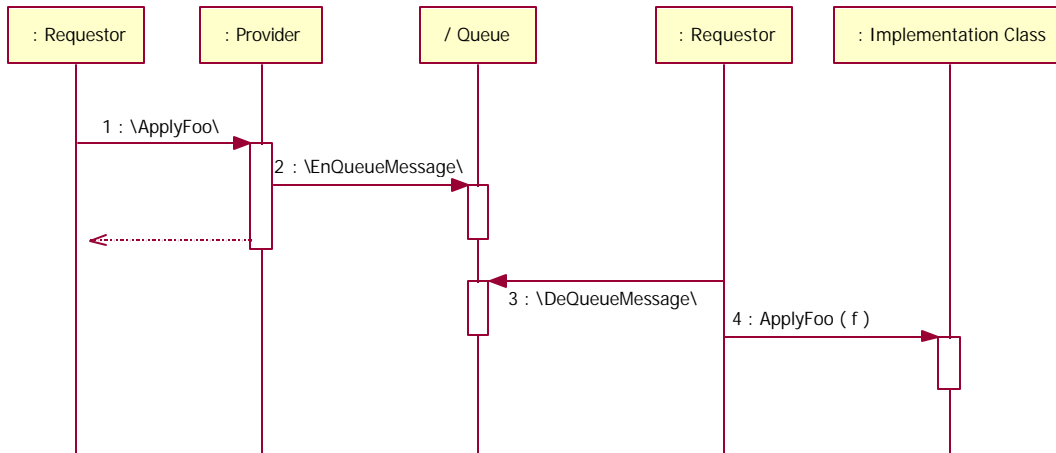 : Requestor
: Provider
/ Queue
: Requestor
: Implementation Class
1 : \ApplyFoo\
2 : \EnQueueMessage\
3 : \DeQueueMessage\
4 : ApplyFoo ( f )